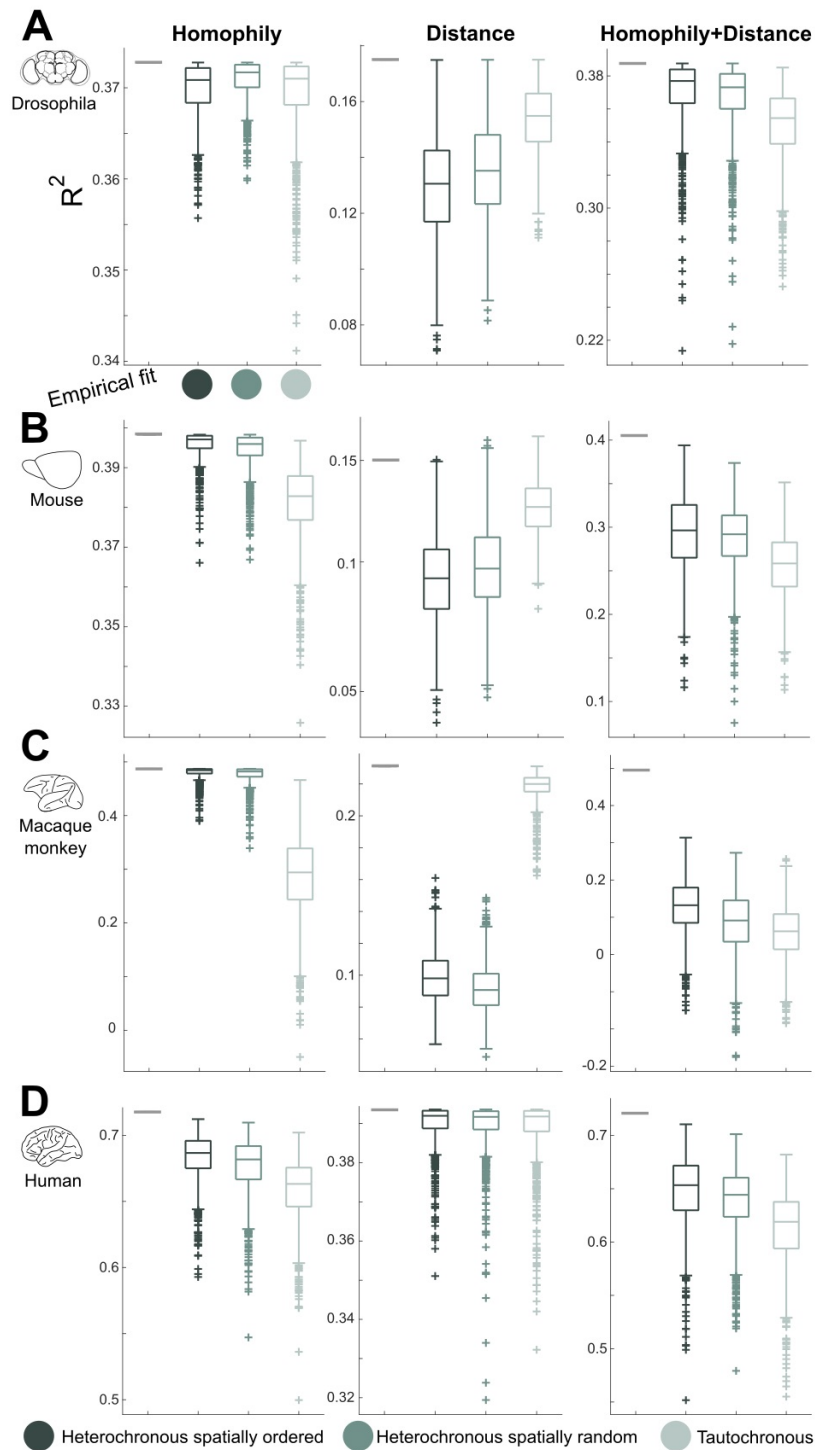 A
Homophily
Distance
Homophily+Distance
Drosophila
R²
0.37
0.36
0.35
0.34
0.16
0.12
0.08
0.38
0.30
0.22
Empirical fit
B
Mouse
0.39
0.37
0.35
0.33
0.15
0.1
0.05
0.4
0.3
0.2
0.1
C
Macaque
monkey
0.4
0.2
0
0.2
0.1
0.4
0.2
0
-0.2
D
Human
0.7
0.6
0.5
0.38
0.36
0.34
0.32
0.7
0.6
0.5
Heterochronous spatially ordered
Heterochronous spatially random
Tautochronous